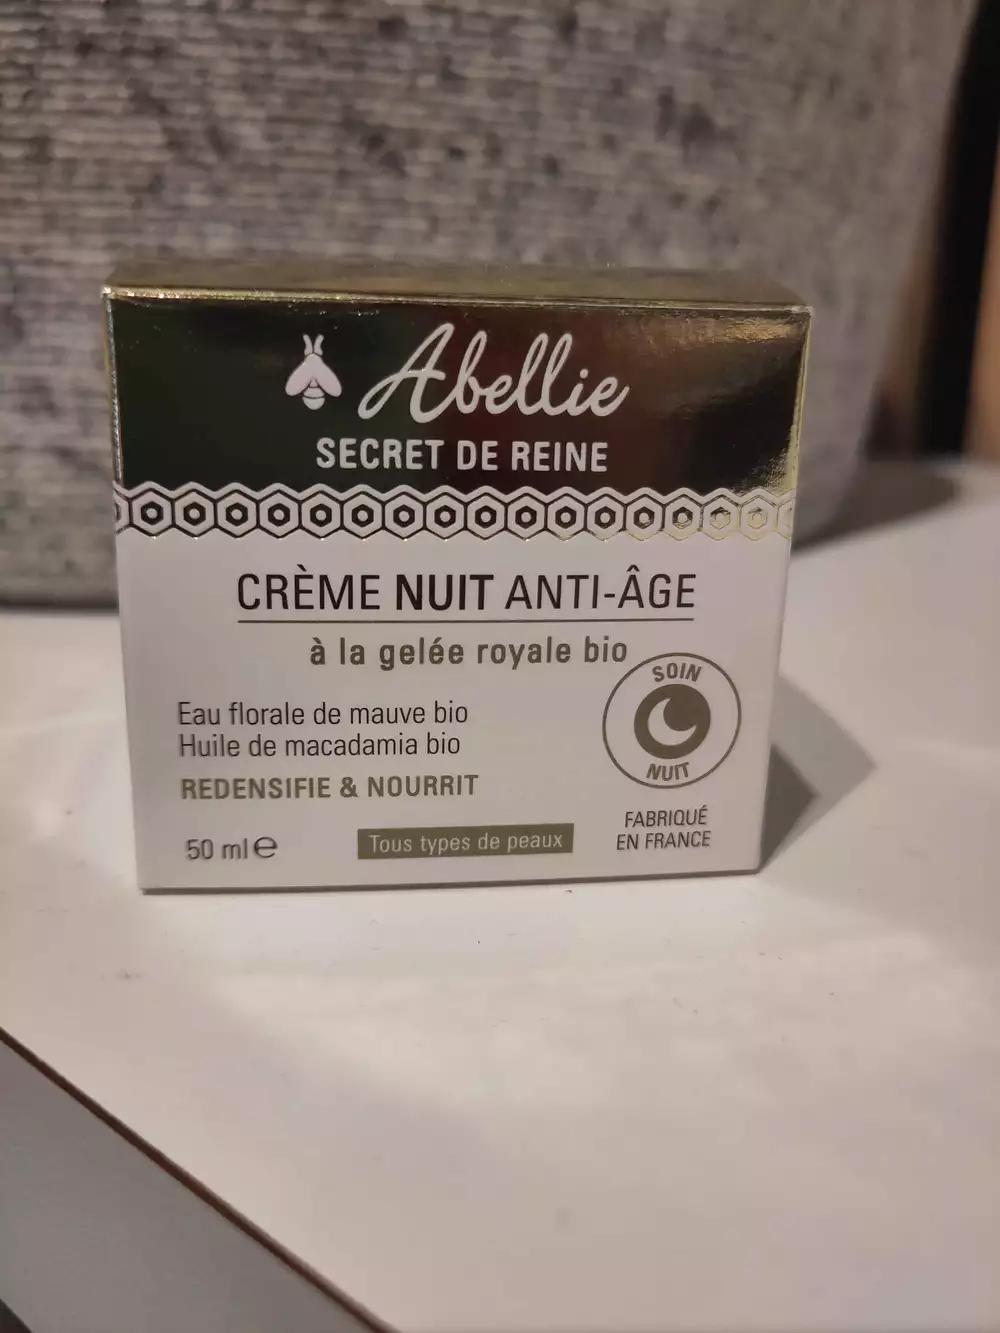 Abellie
SECRET DE REINE
CRÈME NUIT ANTI-ÂGE
à la gelée royale bio
Eau florale de mauve bio
Huile de macadamia bio
REDENSIFIE & NOURRIT
50 ml ℮
Tous types de peaux
SOIN
NUIT
FABRIQUÉ
EN FRANCE